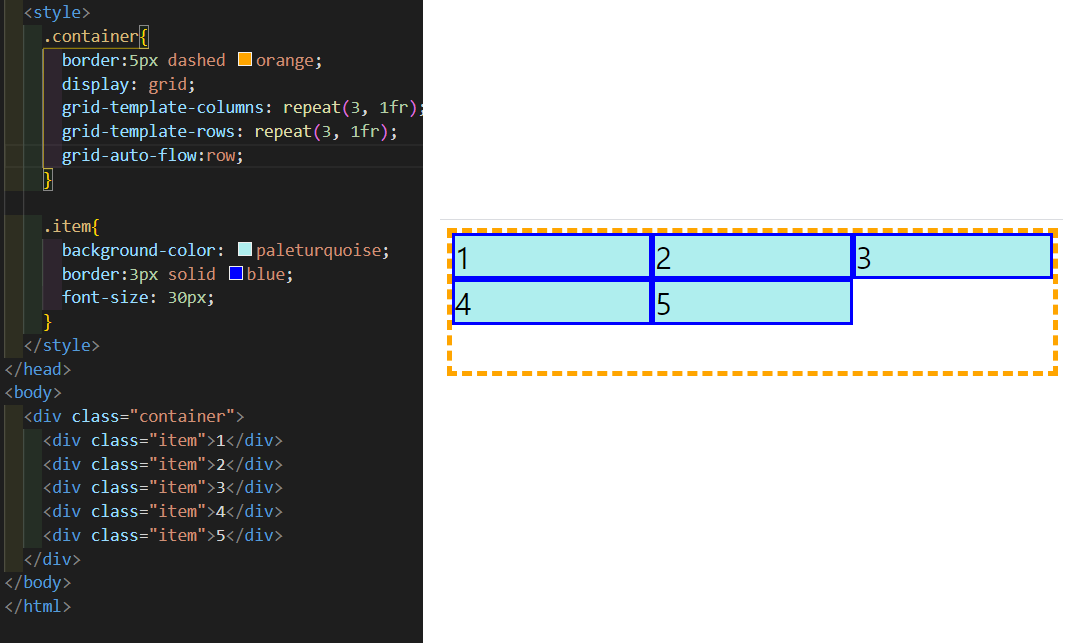 <style>
.container{
border:5px dashed orange;
display: grid;
grid-template-columns: repeat(3, 1fr);
grid-template-rows: repeat(3, 1fr);
grid-auto-flow:row;
}
.item{
background-color: paleturquoise;
border:3px solid blue;
font-size: 30px;
}
</style>
</head>
<body>
<div class="container">
<div class="item">1</div>
<div class="item">2</div>
<div class="item">3</div>
<div class="item">4</div>
<div class="item">5</div>
</div>
</body>
</html>
1 2 3
4 5